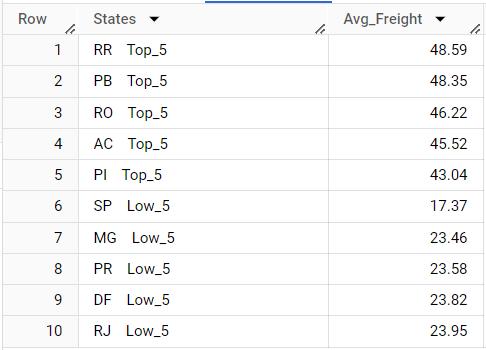 Row States Avg_Freight
1 RR Top_5 48.59
2 PB Top_5 48.35
3 RO Top_5 46.22
4 AC Top_5 45.52
5 PI Top_5 43.04
6 SP Low_5 17.37
7 MG Low_5 23.46
8 PR Low_5 23.58
9 DF Low_5 23.82
10 RJ Low_5 23.95